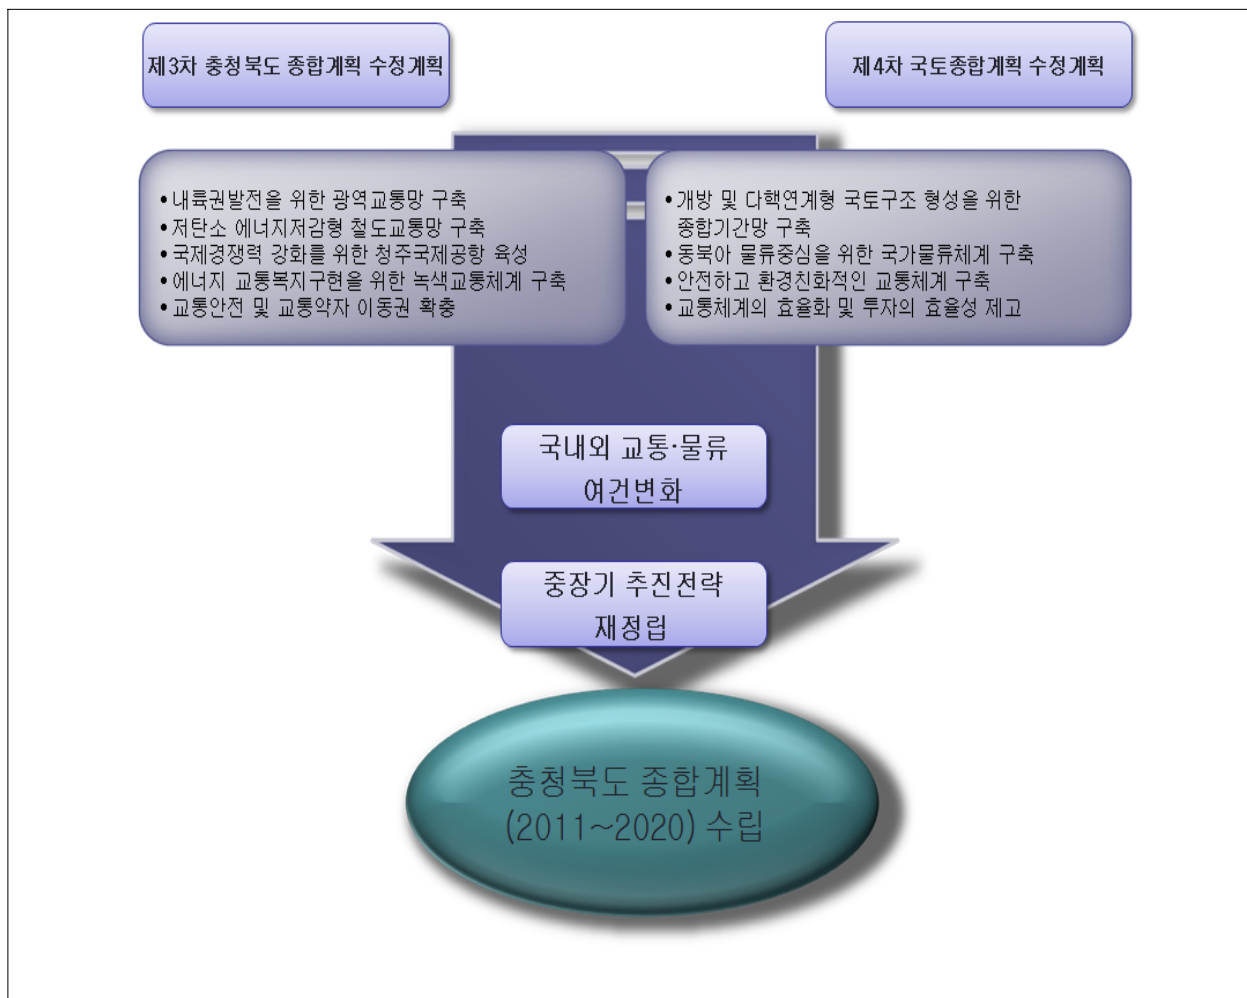 제3차 충청북도 종합계획 수정계획
제4차 국토종합계획 수정계획
• 내륙권발전을 위한 광역교통망 구축
• 저탄소 에너지저감형 철도교통망 구축
• 국제경쟁력 강화를 위한 청주국제공항 육성
• 에너지 교통복지구현을 위한 녹색교통체계 구축
• 교통안전 및 교통약자 이동권 확충
• 개방 및 다핵연계형 국토구조 형성을 위한
종합기간망 구축
• 동북아 물류중심을 위한 국가물류체계 구축
• 안전하고 환경친화적인 교통체계 구축
• 교통체계의 효율화 및 투자의 효율성 제고
국내외 교통·물류
여건변화
중장기 추진전략
재정립
충청북도 종합계획
(2011~2020) 수립